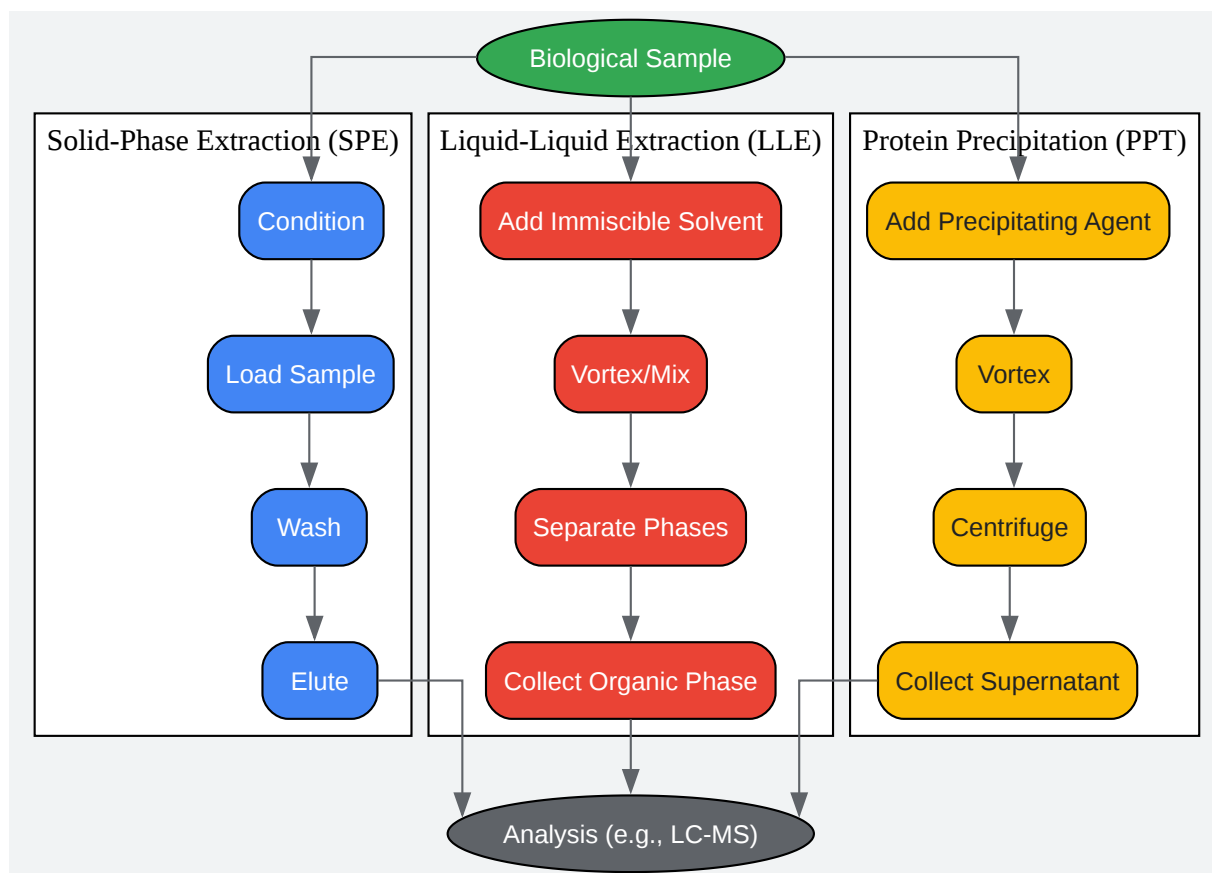 Biological Sample
Solid-Phase Extraction (SPE)
Condition
Load Sample
Wash
Elute
Liquid-Liquid Extraction (LLE)
Add Immiscible Solvent
Vortex/Mix
Separate Phases
Collect Organic Phase
Protein Precipitation (PPT)
Add Precipitating Agent
Vortex
Centrifuge
Collect Supernatant
Analysis (e.g., LC-MS)